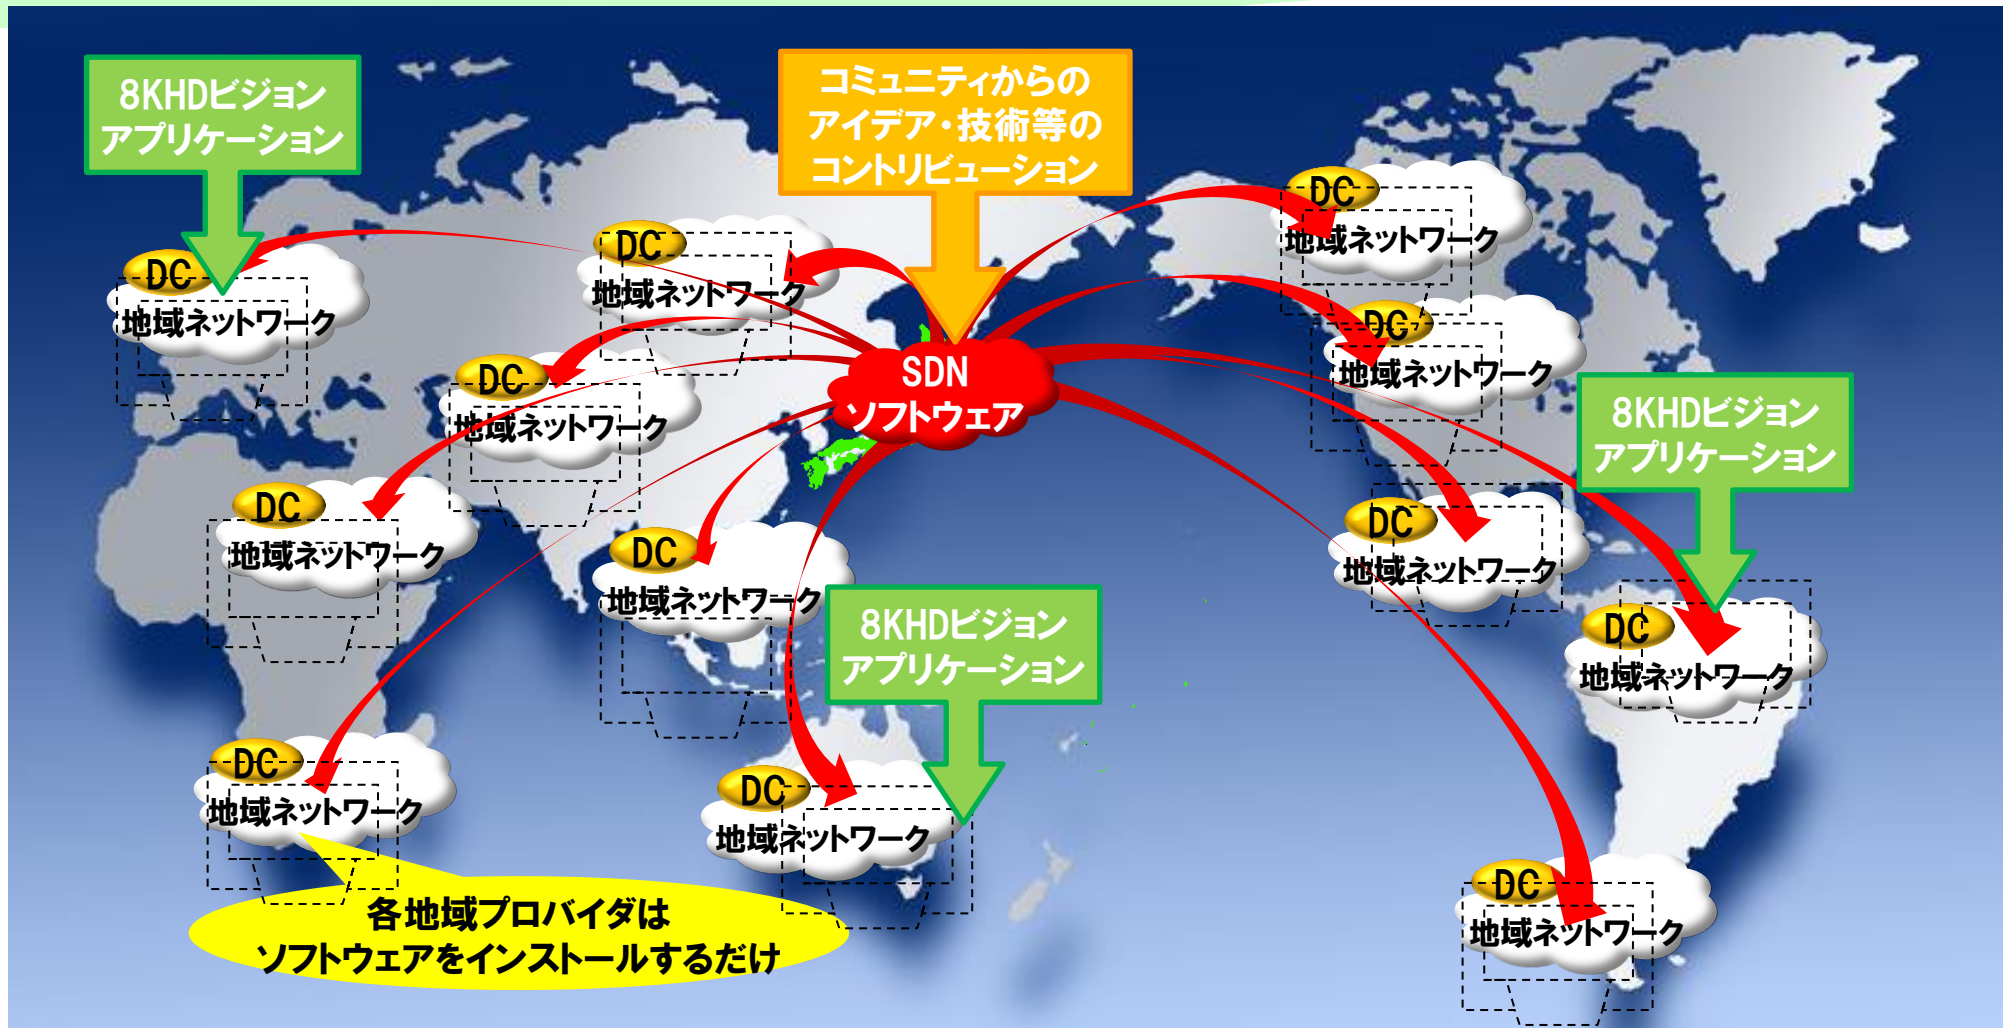 8KHDビジョン
アプリケーション
コミュニティからの
アイデア・技術等の
コントリビューション
DC
地域ネットワーク
DC
地域ネットワーク
DC
地域ネットワーク
DC
地域ネットワーク
DC
地域ネットワーク
DC
地域ネットワーク
SDN
ソフトウェア
8KHDビジョン
アプリケーション
DC
地域ネットワーク
DC
地域ネットワーク
DC
地域ネットワーク
8KHDビジョン
アプリケーション
DC
地域ネットワーク
DC
地域ネットワーク
DC
地域ネットワーク
DC
地域ネットワーク
各地域プロバイダは
ソフトウェアをインストールするだけ